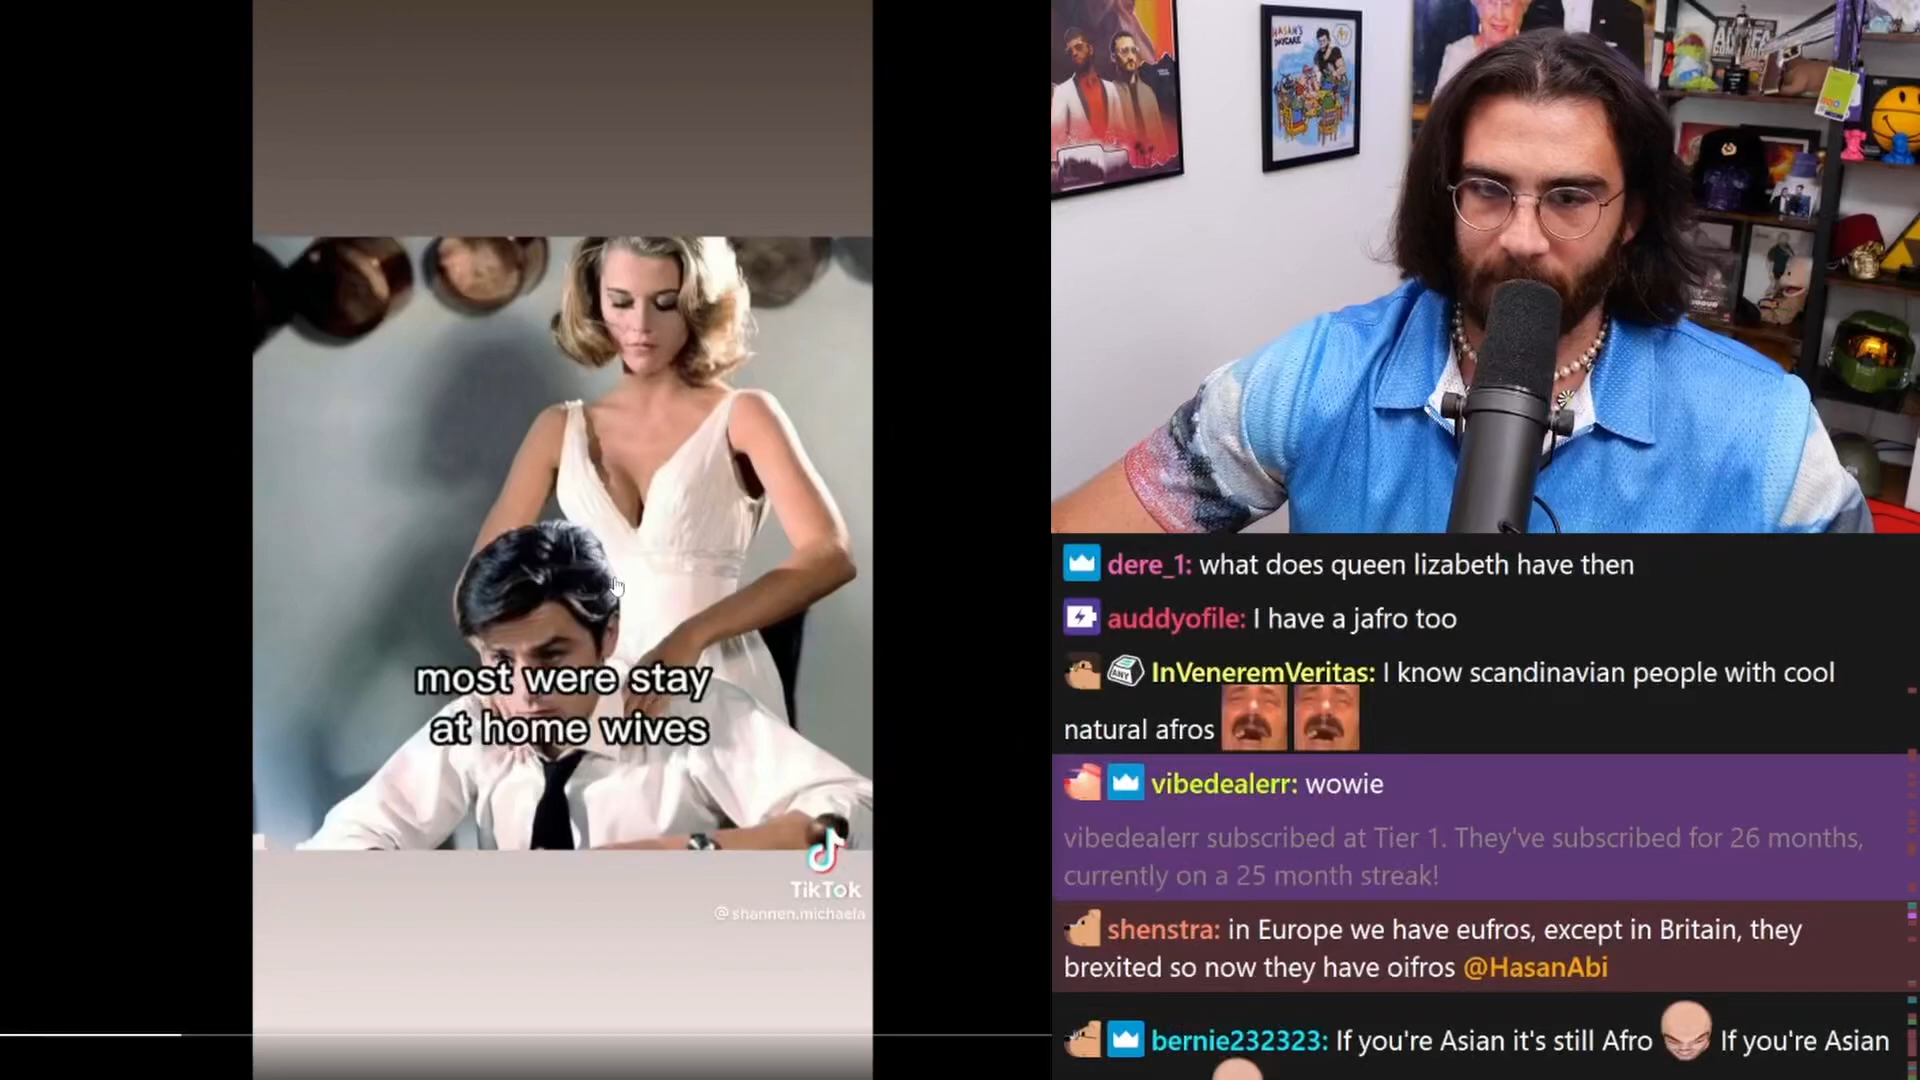 most were stay
at home wives
TikTok
@shannen.michaela
HASAN'S
DAYCARE
dere_1: what does queen lizabeth have then
auddyofile: I have a jafro too
ANY
InVeneremVeritas: I know scandinavian people with cool
natural afros
vibedealerr: wowie
vibedealerr subscribed at Tier 1. They've subscribed for 26 months,
currently on a 25 month streak!
shenstra: in Europe we have eufros, except in Britain, they
brexited so now they have oifros @HasanAbi
bernie232323: If you're Asian it's still Afro If you're Asian